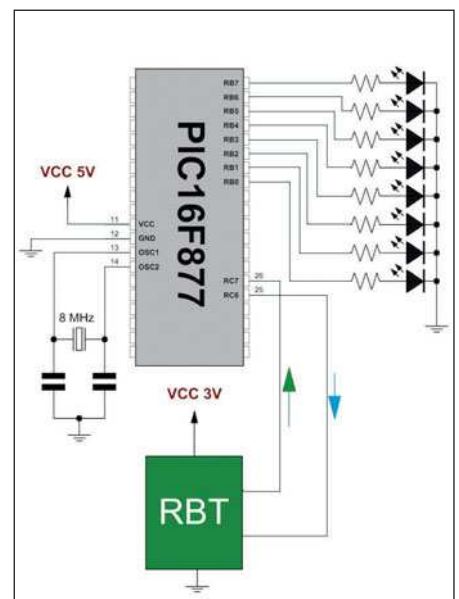 RB7
RB6
RB5
RB4
RB3
RB2
RB1
RB0
PIC16F877
VCC 5V
11
VCC
12
GND
13
OSC1
14
OSC2
RC7
26
RC6
25
8 MHz
VCC 3V
RBT